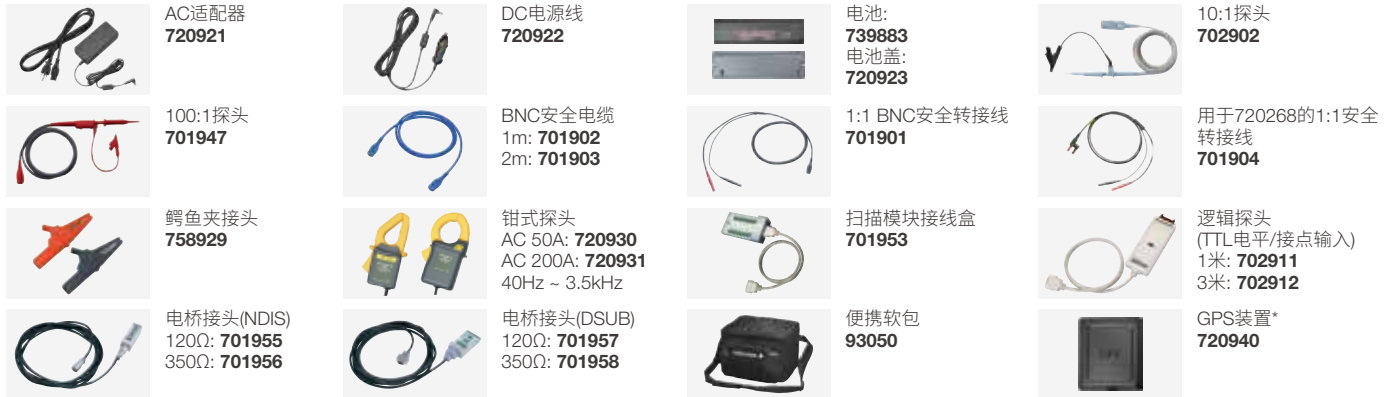 AC适配器
720921
DC电源线
720922
电池:
739883
电池盖:
720923
10:1探头
702902
100:1探头
701947
BNC安全电缆
1m: 701902
2m: 701903
1:1 BNC安全转接线
701901
用于720268的1:1安全
转接线
701904
鳄鱼夹接头
758929
钳式探头
AC 50A: 720930
AC 200A: 720931
40Hz ~ 3.5kHz
扫描模块接线盒
701953
逻辑探头
(TTL电平/接点输入)
1米: 702911
3米: 702912
电桥接头(NDIS)
120Ω: 701955
350Ω: 701956
电桥接头(DSUB)
120Ω: 701957
350Ω: 701958
便携软包
93050
GPS装置*
720940